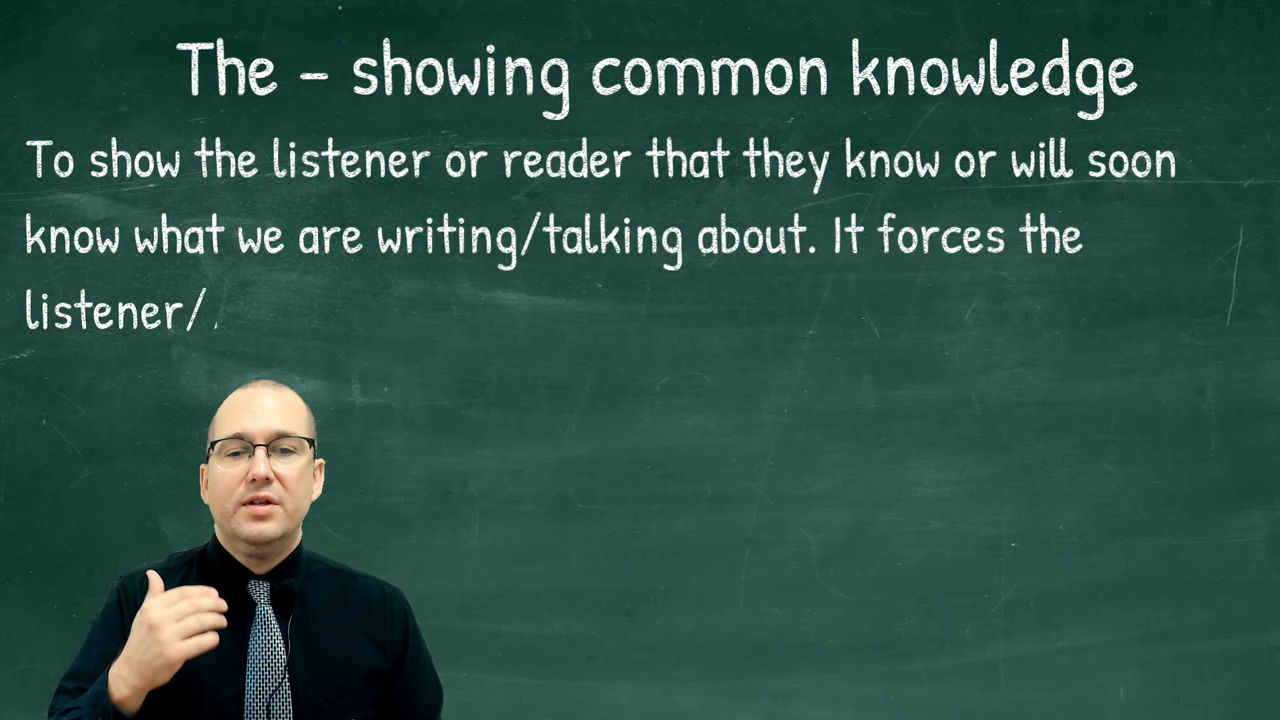 The - showing common knowledge
To show the listener or reader that they know or will soon
know what we are writing/talking about. It forces the
listener/